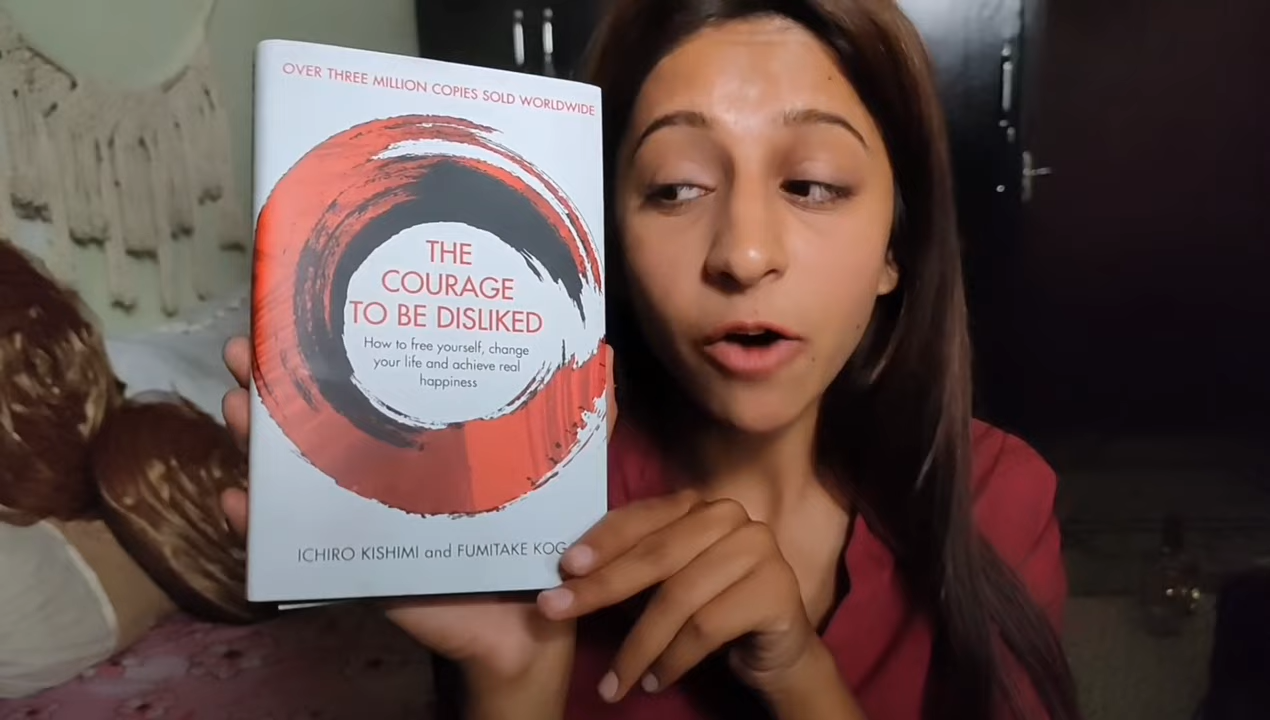 OVER THREE MILLION COPIES SOLD WORLDWIDE
THE
COURAGE
TO BE DISLIKED
How to free yourself, change
your life and achieve real
happiness
ICHIRO KISHIMI and FUMITAKE KOG